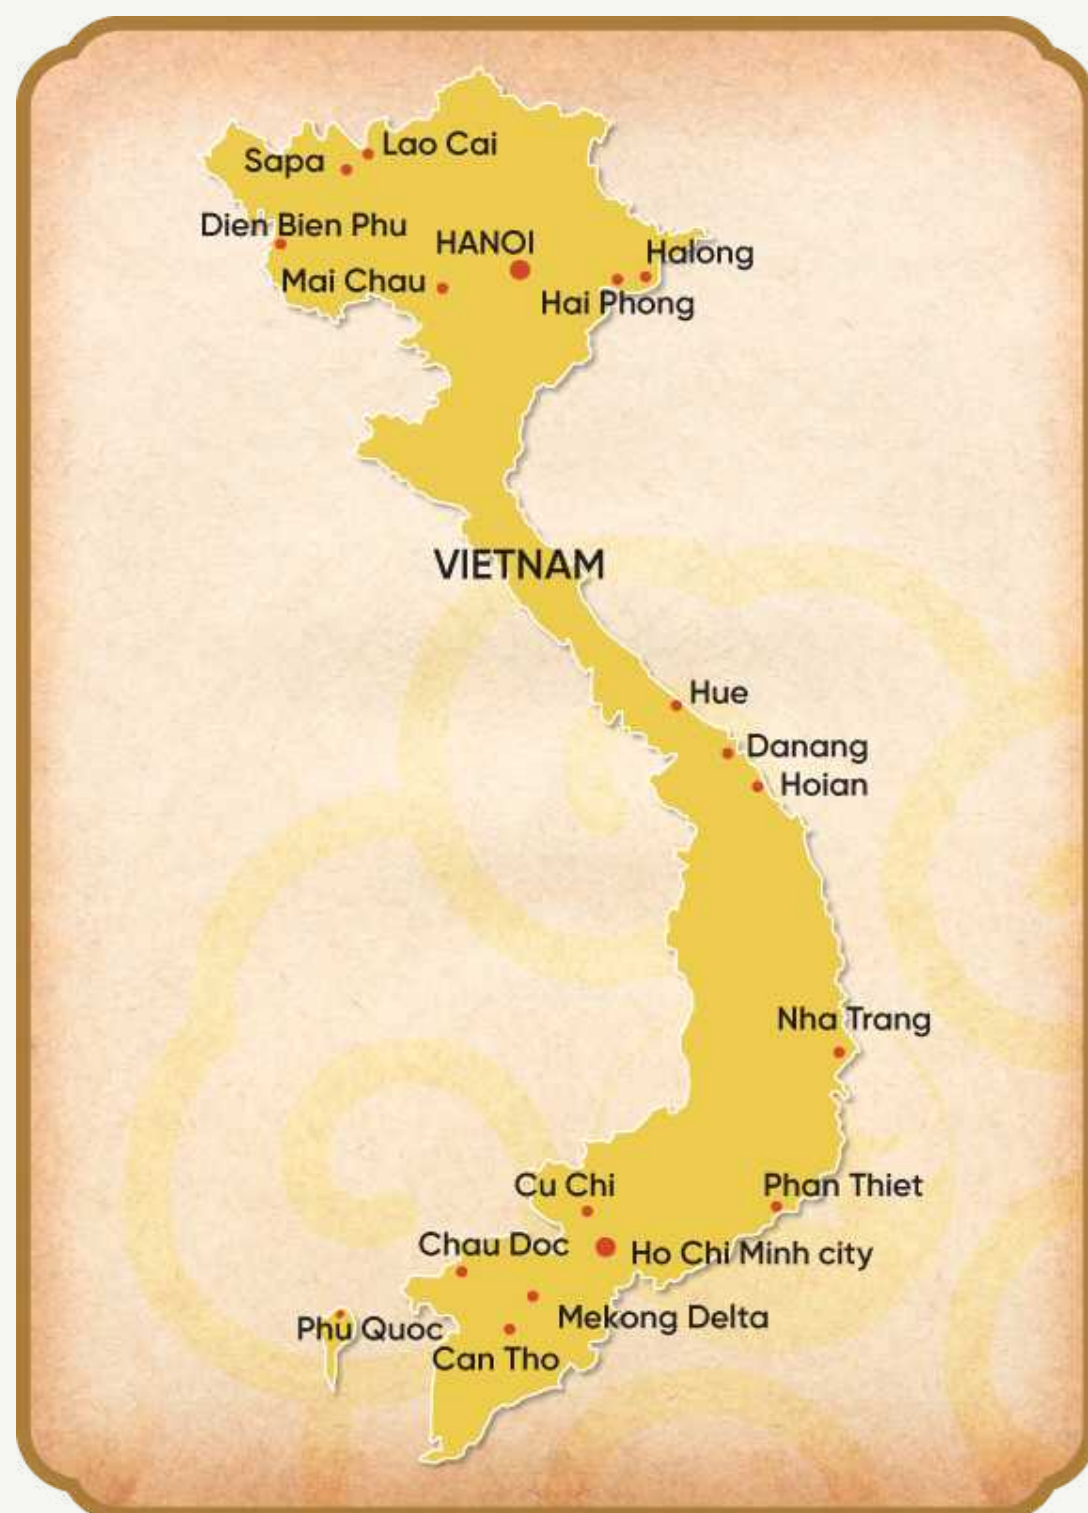 Lao Cai
Sapa
Dien Bien Phu
HANOI
Halong
Mai Chau
Hai Phong
VIETNAM
Hue
Danang
Hoian
Nha Trang
Cu Chi
Phan Thiet
Chau Doc
Ho Chi Minh city
Mekong Delta
Phu Quoc
Can Tho